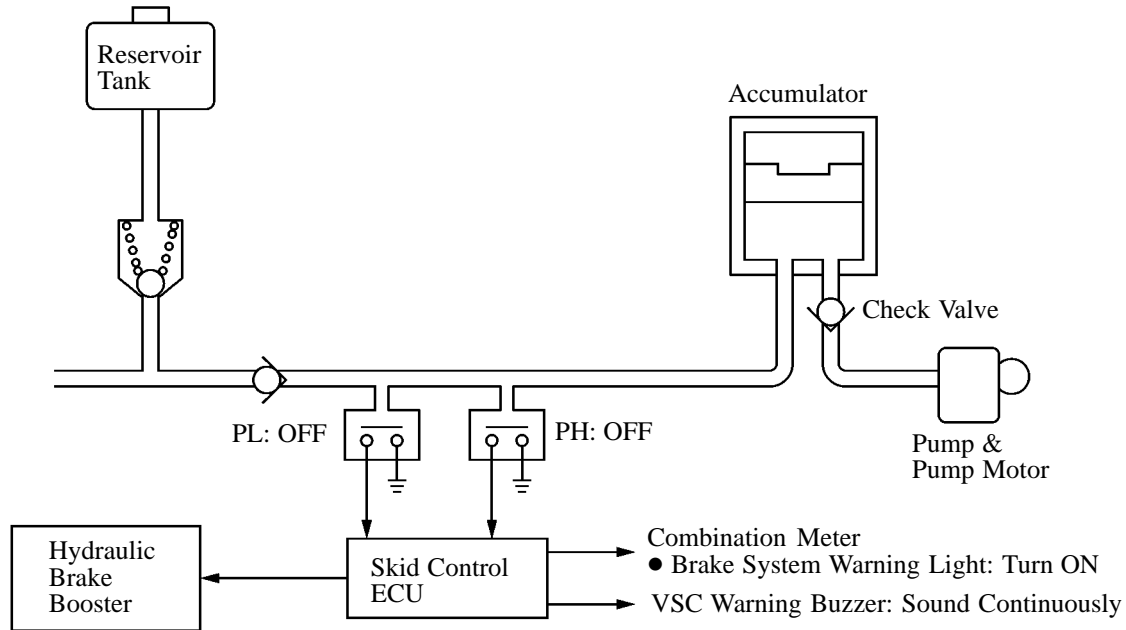 Reservoir
Tank
Accumulator
Check Valve
PL: OFF
PH: OFF
Pump &
Pump Motor
Hydraulic
Brake
Booster
Skid Control
ECU
Combination Meter
● Brake System Warning Light: Turn ON
VSC Warning Buzzer: Sound Continuously